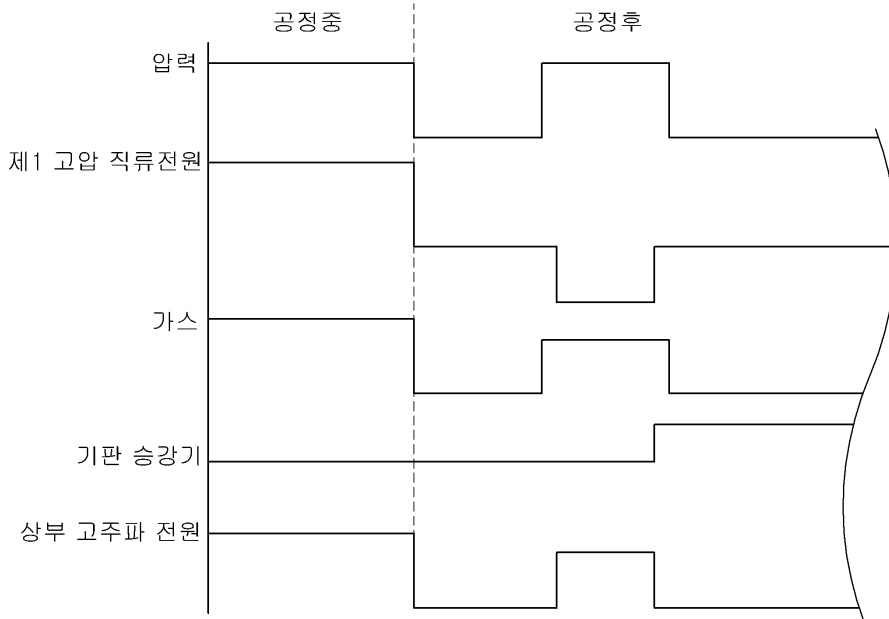 공정중
공정후
압력
제1 고압 직류전원
가스
기판 승강기
상부 고주파 전원